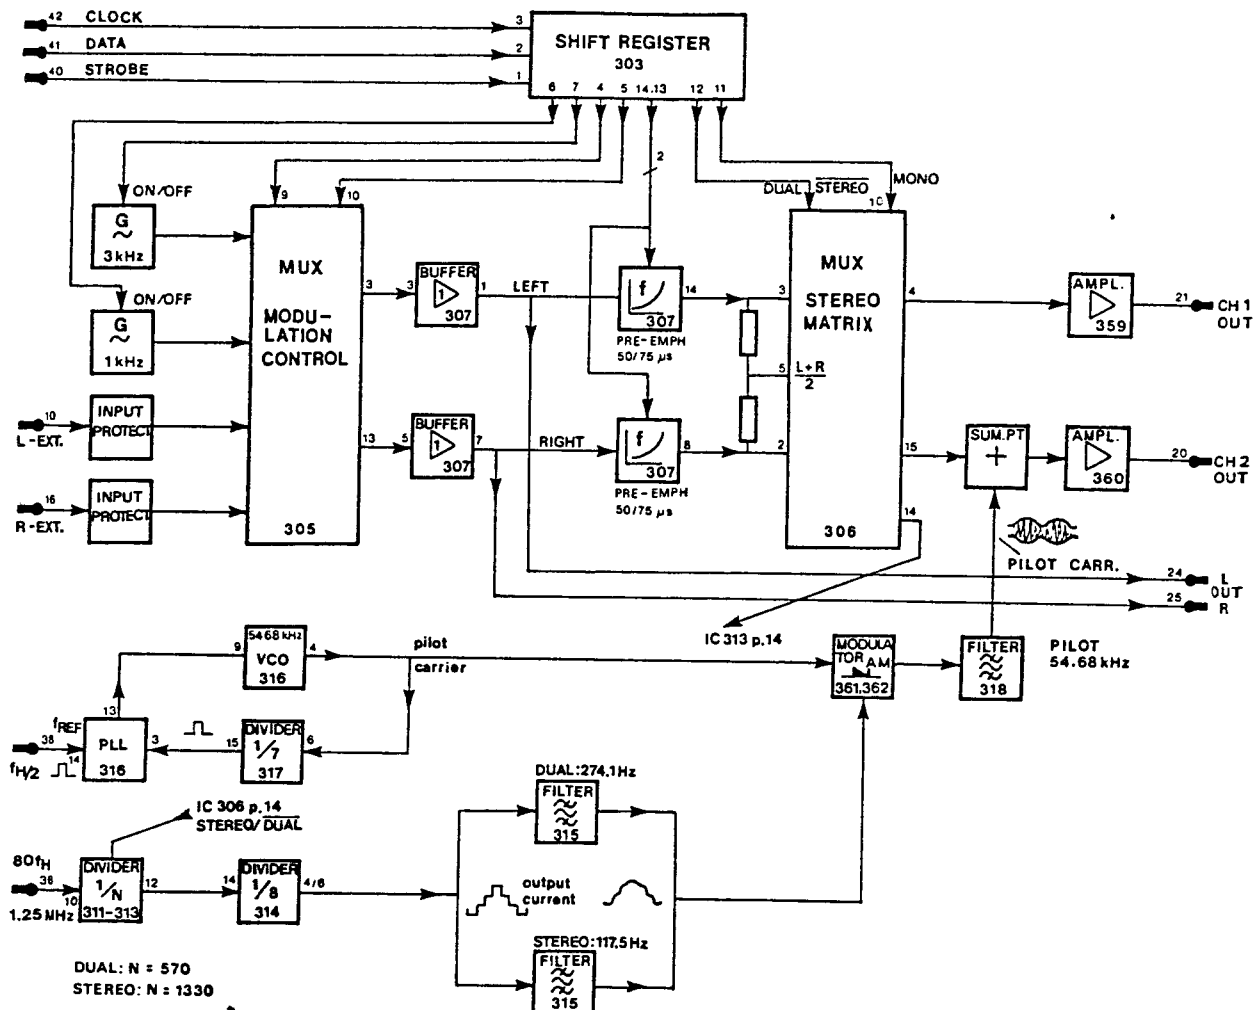 42 CLOCK
41 DATA
40 STROBE
3
2
1
SHIFT REGISTER
303
6 7 4 5 14.13 12 11
2
ON/OFF
G
3 kHz
ON/OFF
G
1 kHz
10
L-EXT.
INPUT
PROTECT
16
R-EXT.
INPUT
PROTECT
9
10
MUX
MODU-
LATION
CONTROL
305
3
13
3
BUFFER
1
307
1
LEFT
5
BUFFER
1
307
7
RIGHT
f
307
14
PRE-EMPH
50/75 µs
f
307
8
PRE-EMPH
50/75 µs
DUAL
STEREO
MONO
10
3
5
L+R
2
2
MUX
STEREO
MATRIX
306
4
15
14
AMPL.
359
21
CH 1
OUT
SUM.PT
+
AMPL.
360
20
CH 2
OUT
PILOT CARR.
24
L
OUT
25
R
IC 313 p.14
9
54.68 kHz
VCO
316
4
pilot
carrier
MODULA
TOR AM
361,362
FILTER
318
PILOT
54.68 kHz
fREF
38
fH/2
14
13
PLL
316
3
15
DIVIDER
1/7
317
6
IC 306 p.14
STEREO/DUAL
80fH
38
10
1.25 MHz
DIVIDER
1/N
311-313
12
14
DIVIDER
1/8
314
4/6
DUAL:274.1Hz
FILTER
315
output
current
STEREO:117.5Hz
FILTER
315
DUAL: N = 570
STEREO: N = 1330